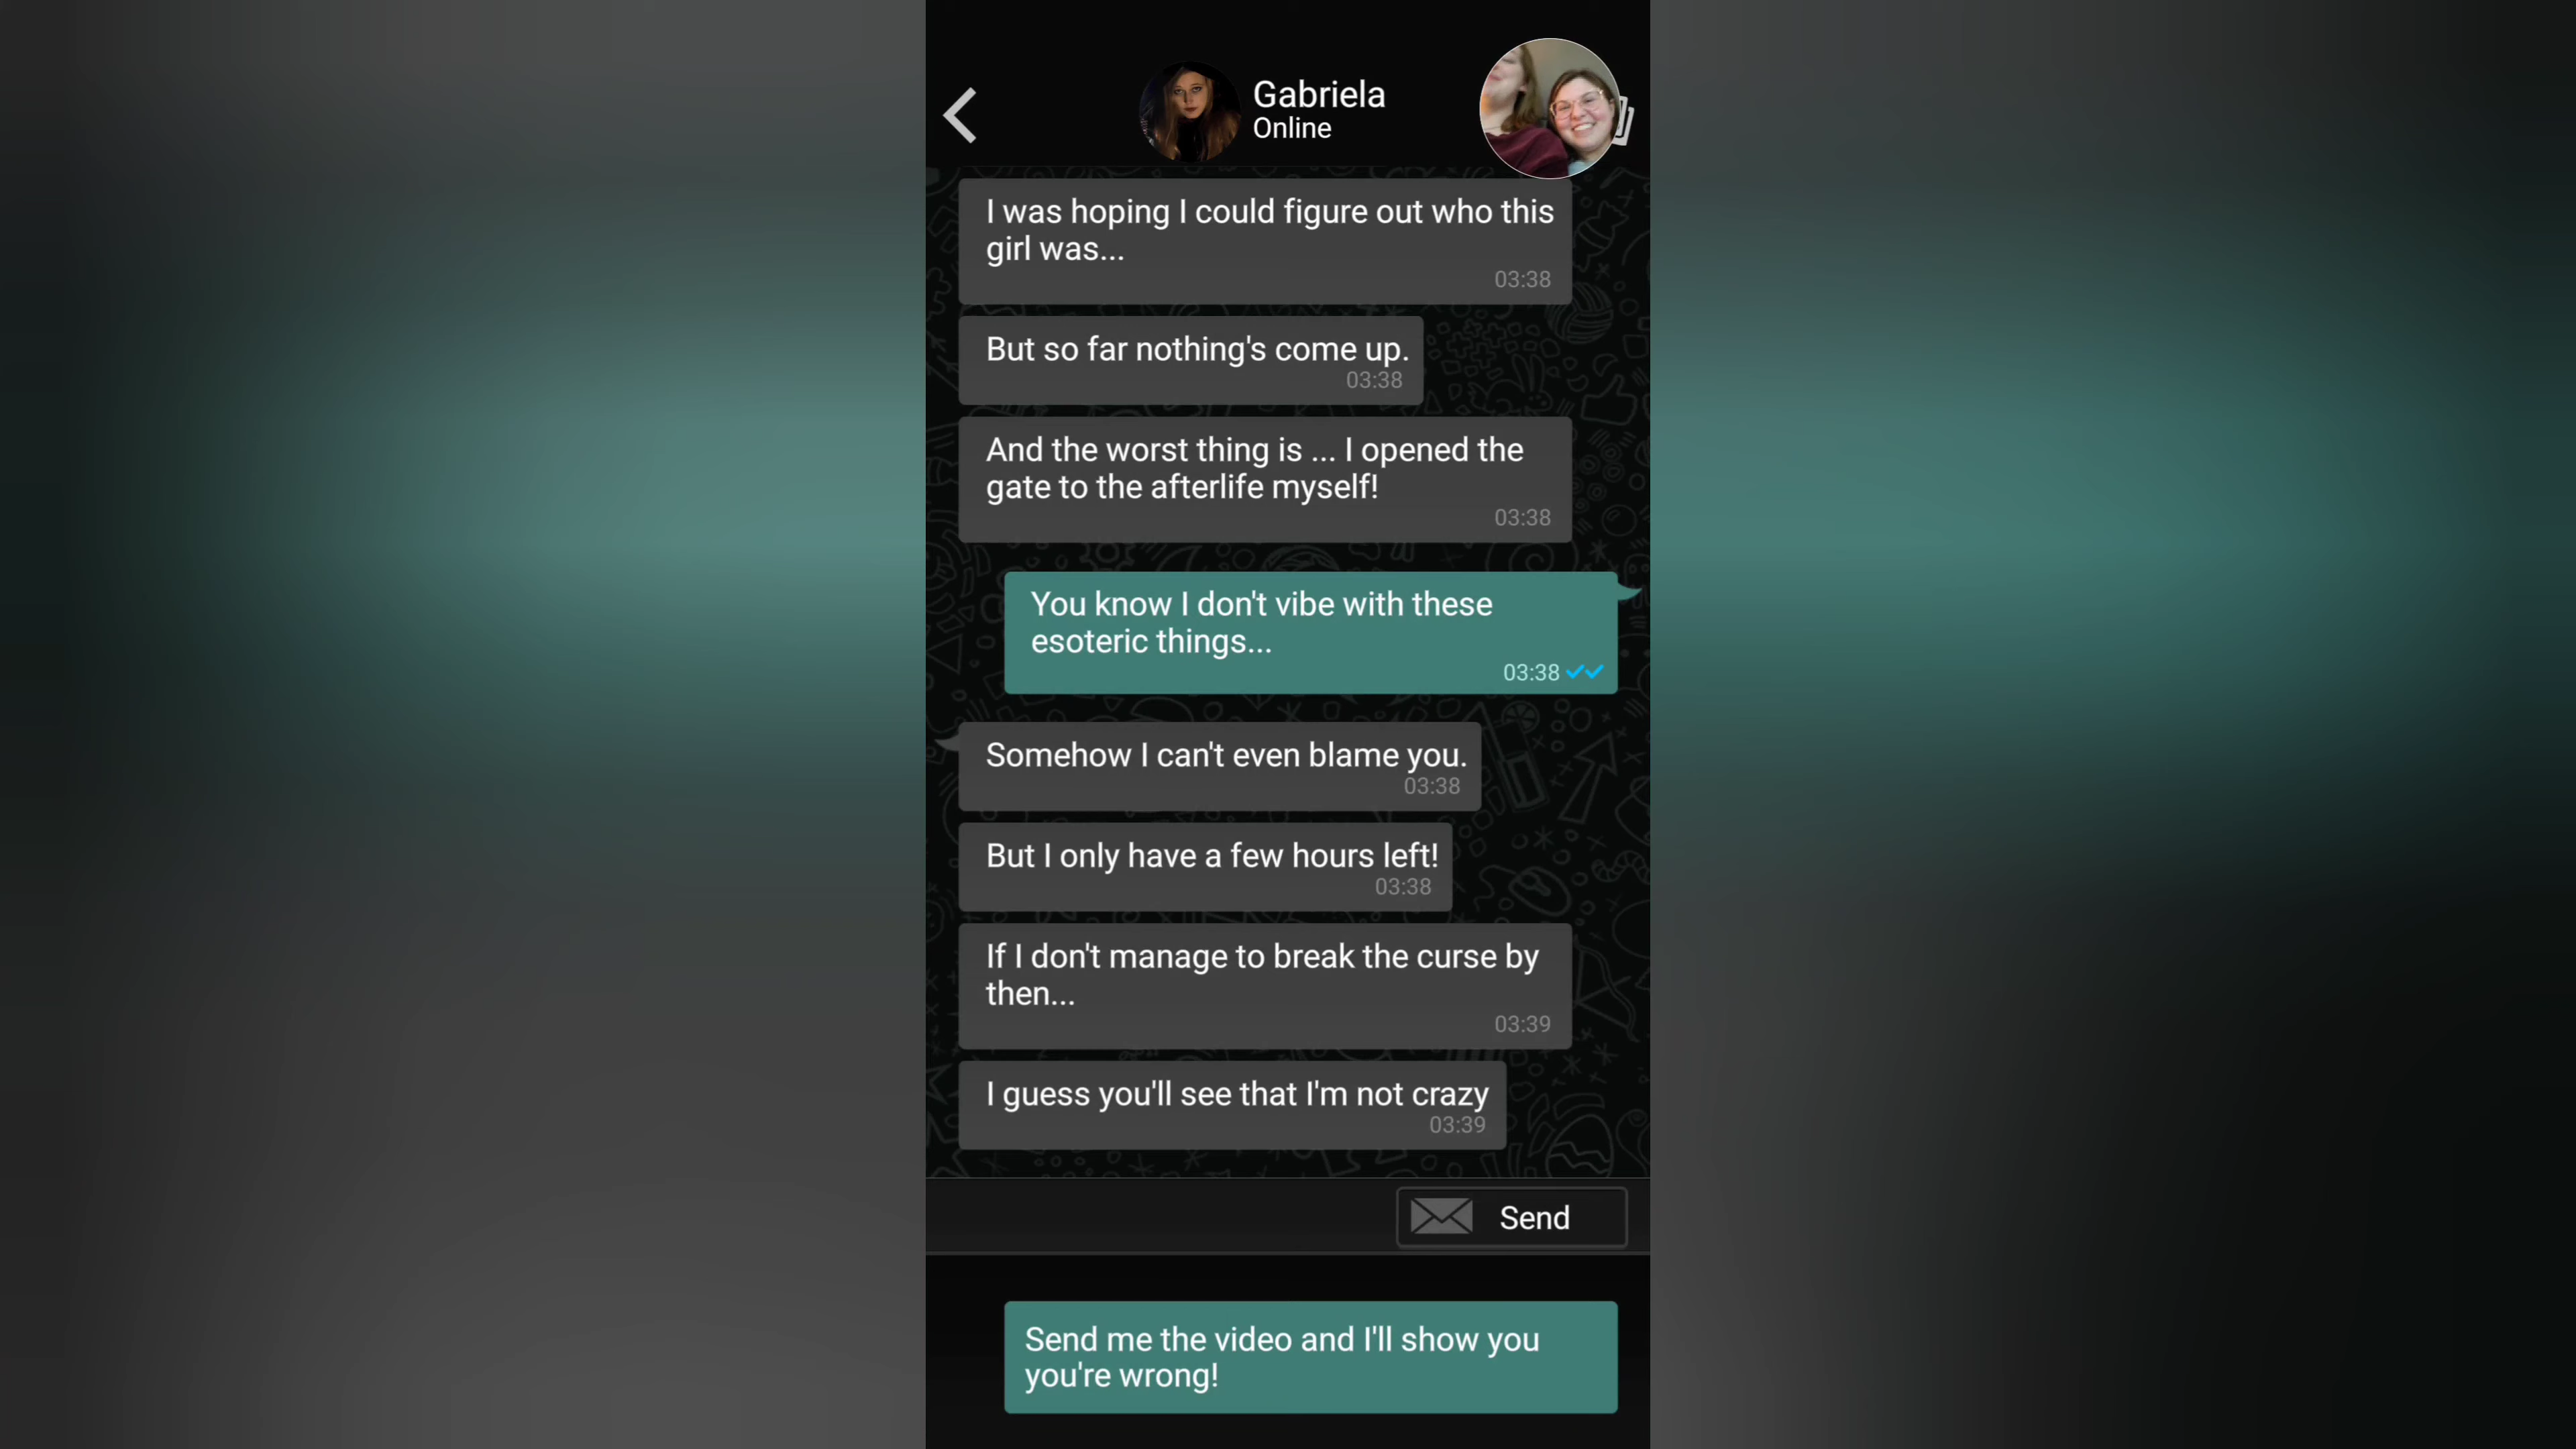 Gabriela
Online
I was hoping I could figure out who this
girl was...
03:38
But so far nothing's come up.
03:38
And the worst thing is ... I opened the
gate to the afterlife myself!
03:38
You know I don't vibe with these
esoteric things...
03:38
Somehow I can't even blame you.
03:38
But I only have a few hours left!
03:38
If I don't manage to break the curse by
then...
03:39
I guess you'll see that I'm not crazy
03:39
Send
Send me the video and I'll show you
you're wrong!